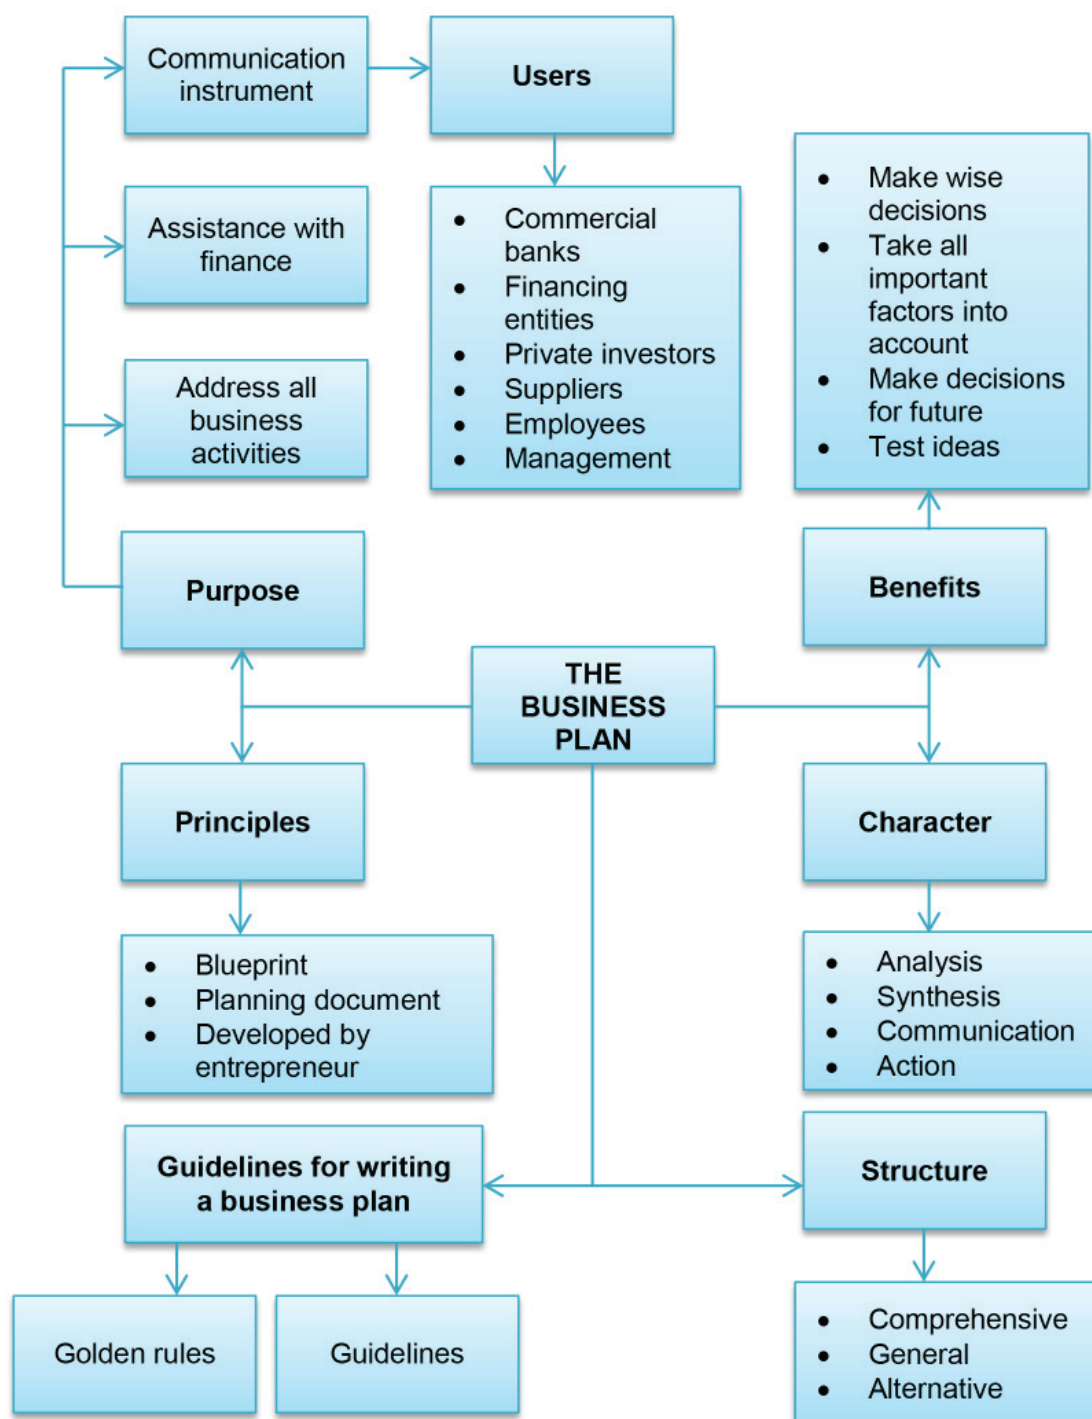 Communication
instrument
Users
Assistance with
finance
Address all
business
activities
• Commercial
banks
• Financing
entities
• Private investors
• Suppliers
• Employees
• Management
• Make wise
decisions
• Take all
important
factors into
account
• Make decisions
for future
• Test ideas
Purpose
Benefits
THE
BUSINESS
PLAN
Principles
Character
• Blueprint
• Planning document
• Developed by
entrepreneur
• Analysis
• Synthesis
• Communication
• Action
Guidelines for writing
a business plan
Structure
Golden rules
Guidelines
• Comprehensive
• General
• Alternative